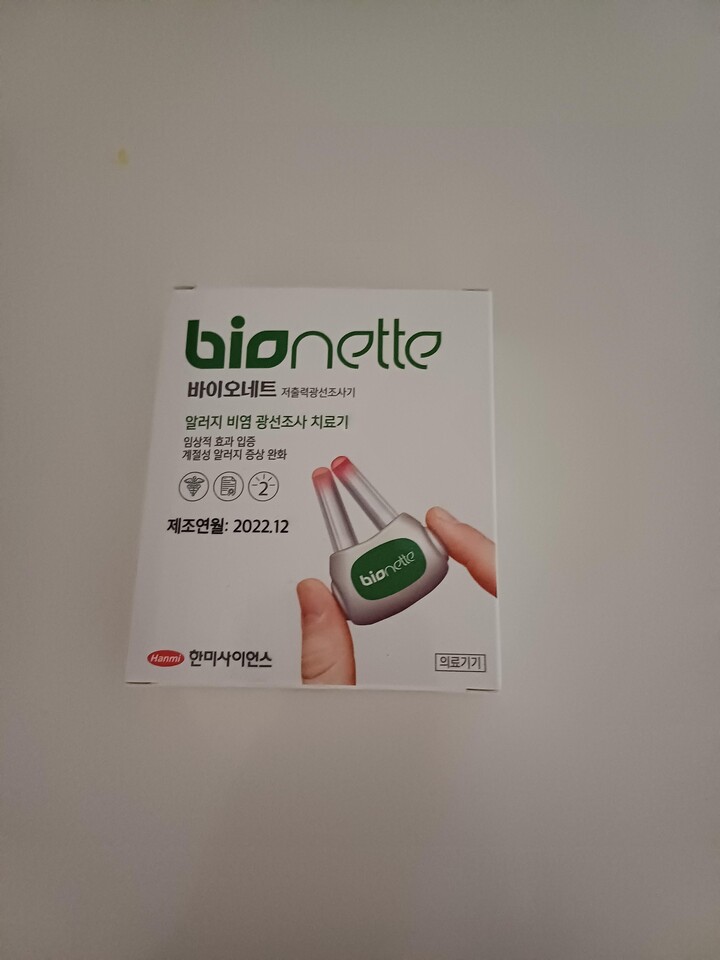 bionette
바이오네트 저출력광선조사기
알러지 비염 광선조사 치료기
임상적 효과 입증
계절성 알러지 증상 완화
2
제조연월: 2022.12
bionette
Hanmi 한미사이언스
의료기기